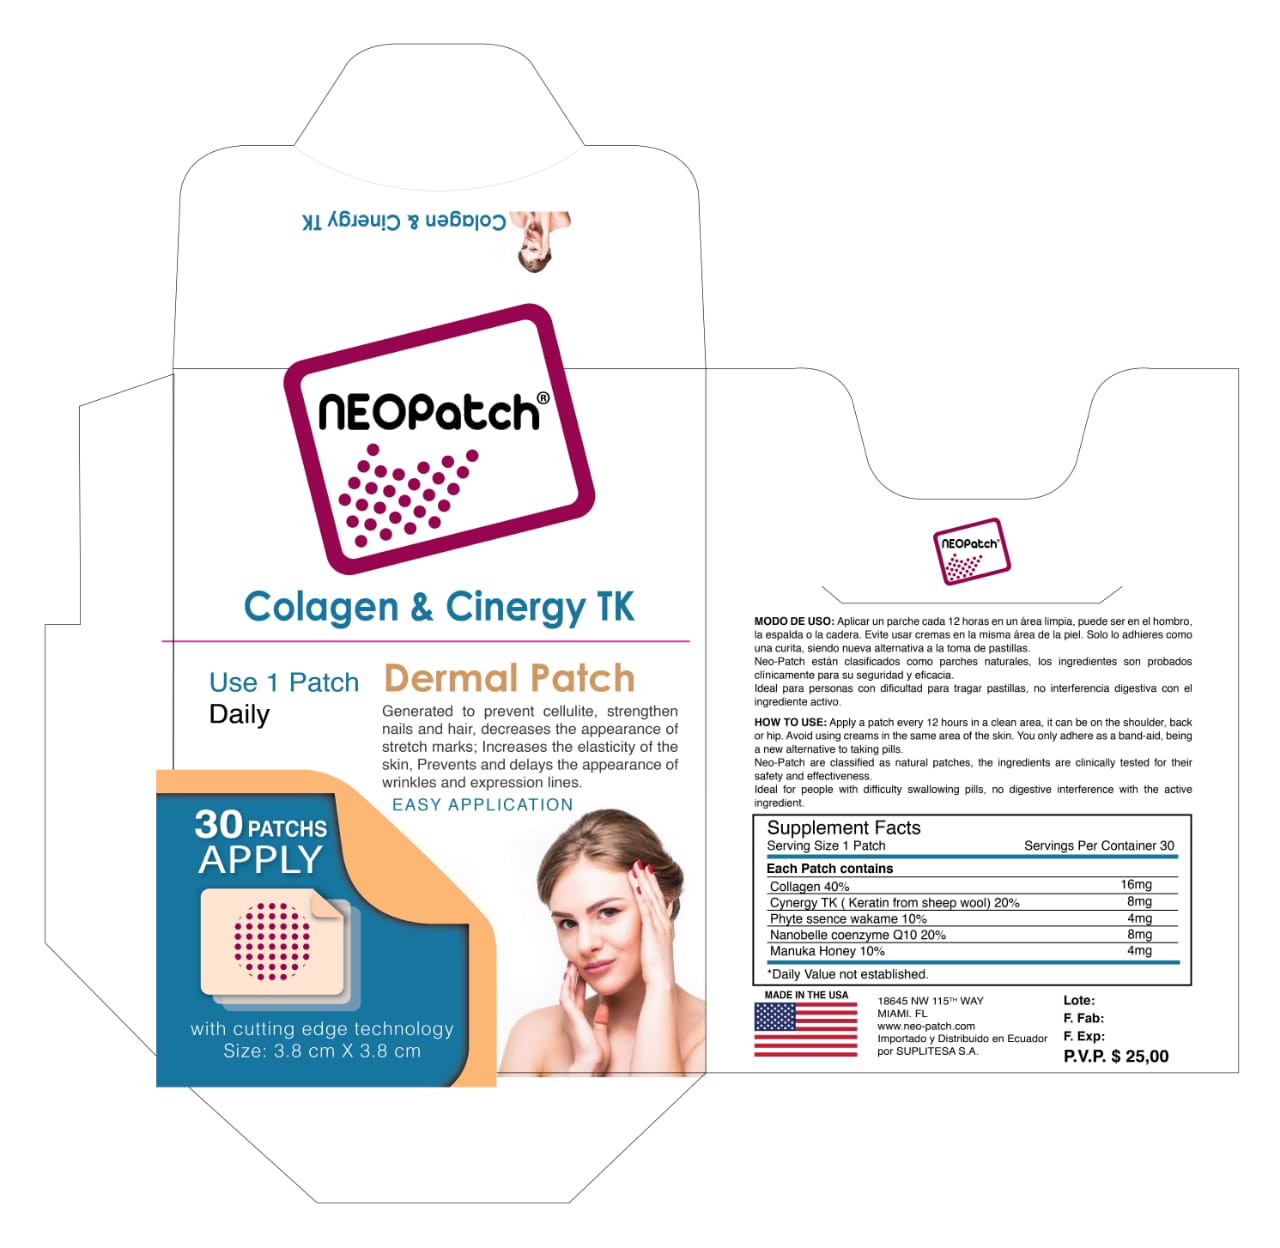 Colagen & Cinergy TK
NEOPatch®
Colagen & Cinergy TK
Use 1 Patch
Daily
Dermal Patch
Generated to prevent cellulite, strengthen
nails and hair, decreases the appearance of
stretch marks; Increases the elasticity of the
skin, Prevents and delays the appearance of
wrinkles and expression lines.
EASY APPLICATION
30 PATCHS
APPLY
with cutting edge technology
Size: 3.8 cm X 3.8 cm
NEOPatch®
MODO DE USO: Aplicar un parche cada 12 horas en un área limpia, puede ser en el hombro,
la espalda o la cadera. Evite usar cremas en la misma área de la piel. Solo lo adhieres como
una curita, siendo nueva alternativa a la toma de pastillas.
Neo-Patch están clasificados como parches naturales, los ingredientes son probados
clínicamente para su seguridad y eficacia.
Ideal para personas con dificultad para tragar pastillas, no interferencia digestiva con el
ingrediente activo.
HOW TO USE: Apply a patch every 12 hours in a clean area, it can be on the shoulder, back
or hip. Avoid using creams in the same area of the skin. You only adhere as a band-aid, being
a new alternative to taking pills.
Neo-Patch are classified as natural patches, the ingredients are clinically tested for their
safety and effectiveness.
Ideal for people with difficulty swallowing pills, no digestive interference with the active
ingredient.
Supplement Facts
Serving Size 1 Patch Servings Per Container 30
Each Patch contains
Collagen 40% 16mg
Cynergy TK ( Keratin from sheep wool) 20% 8mg
Phyte ssence wakame 10% 4mg
Nanobelle coenzyme Q10 20% 8mg
Manuka Honey 10% 4mg
*Daily Value not established.
MADE IN THE USA
18645 NW 115TH WAY
MIAMI. FL
www.neo-patch.com
Importado y Distribuido en Ecuador
por SUPLITESA S.A.
Lote:
F. Fab:
F. Exp:
P.V.P. $ 25,00